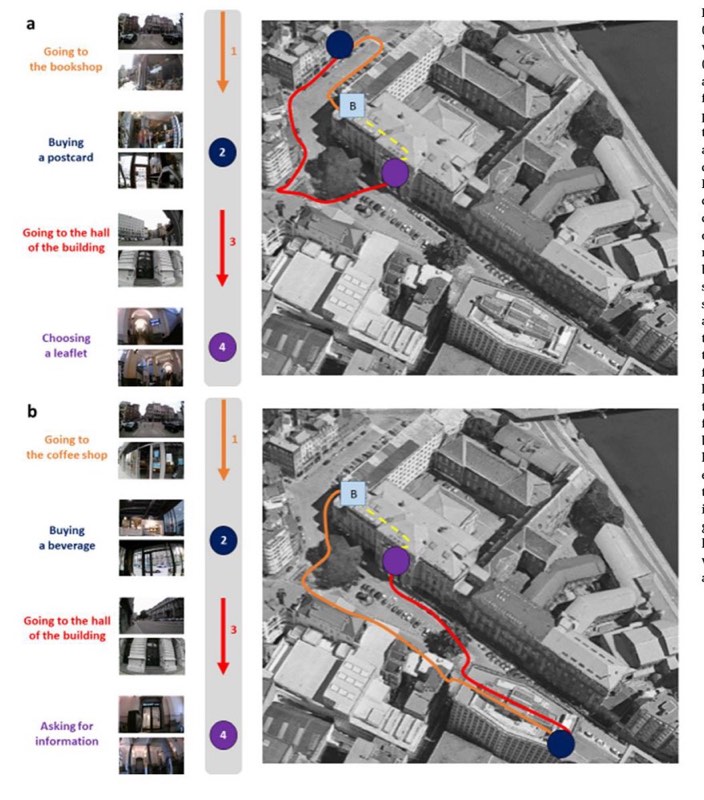 a
Going to
the bookshop
1
Buying
a postcard
2
Going to the hall
of the building
3
Choosing
a leaflet
4
B
b
Going to
the coffee shop
1
Buying
a beverage
2
Going to the hall
of the building
3
Asking for
information
4
B